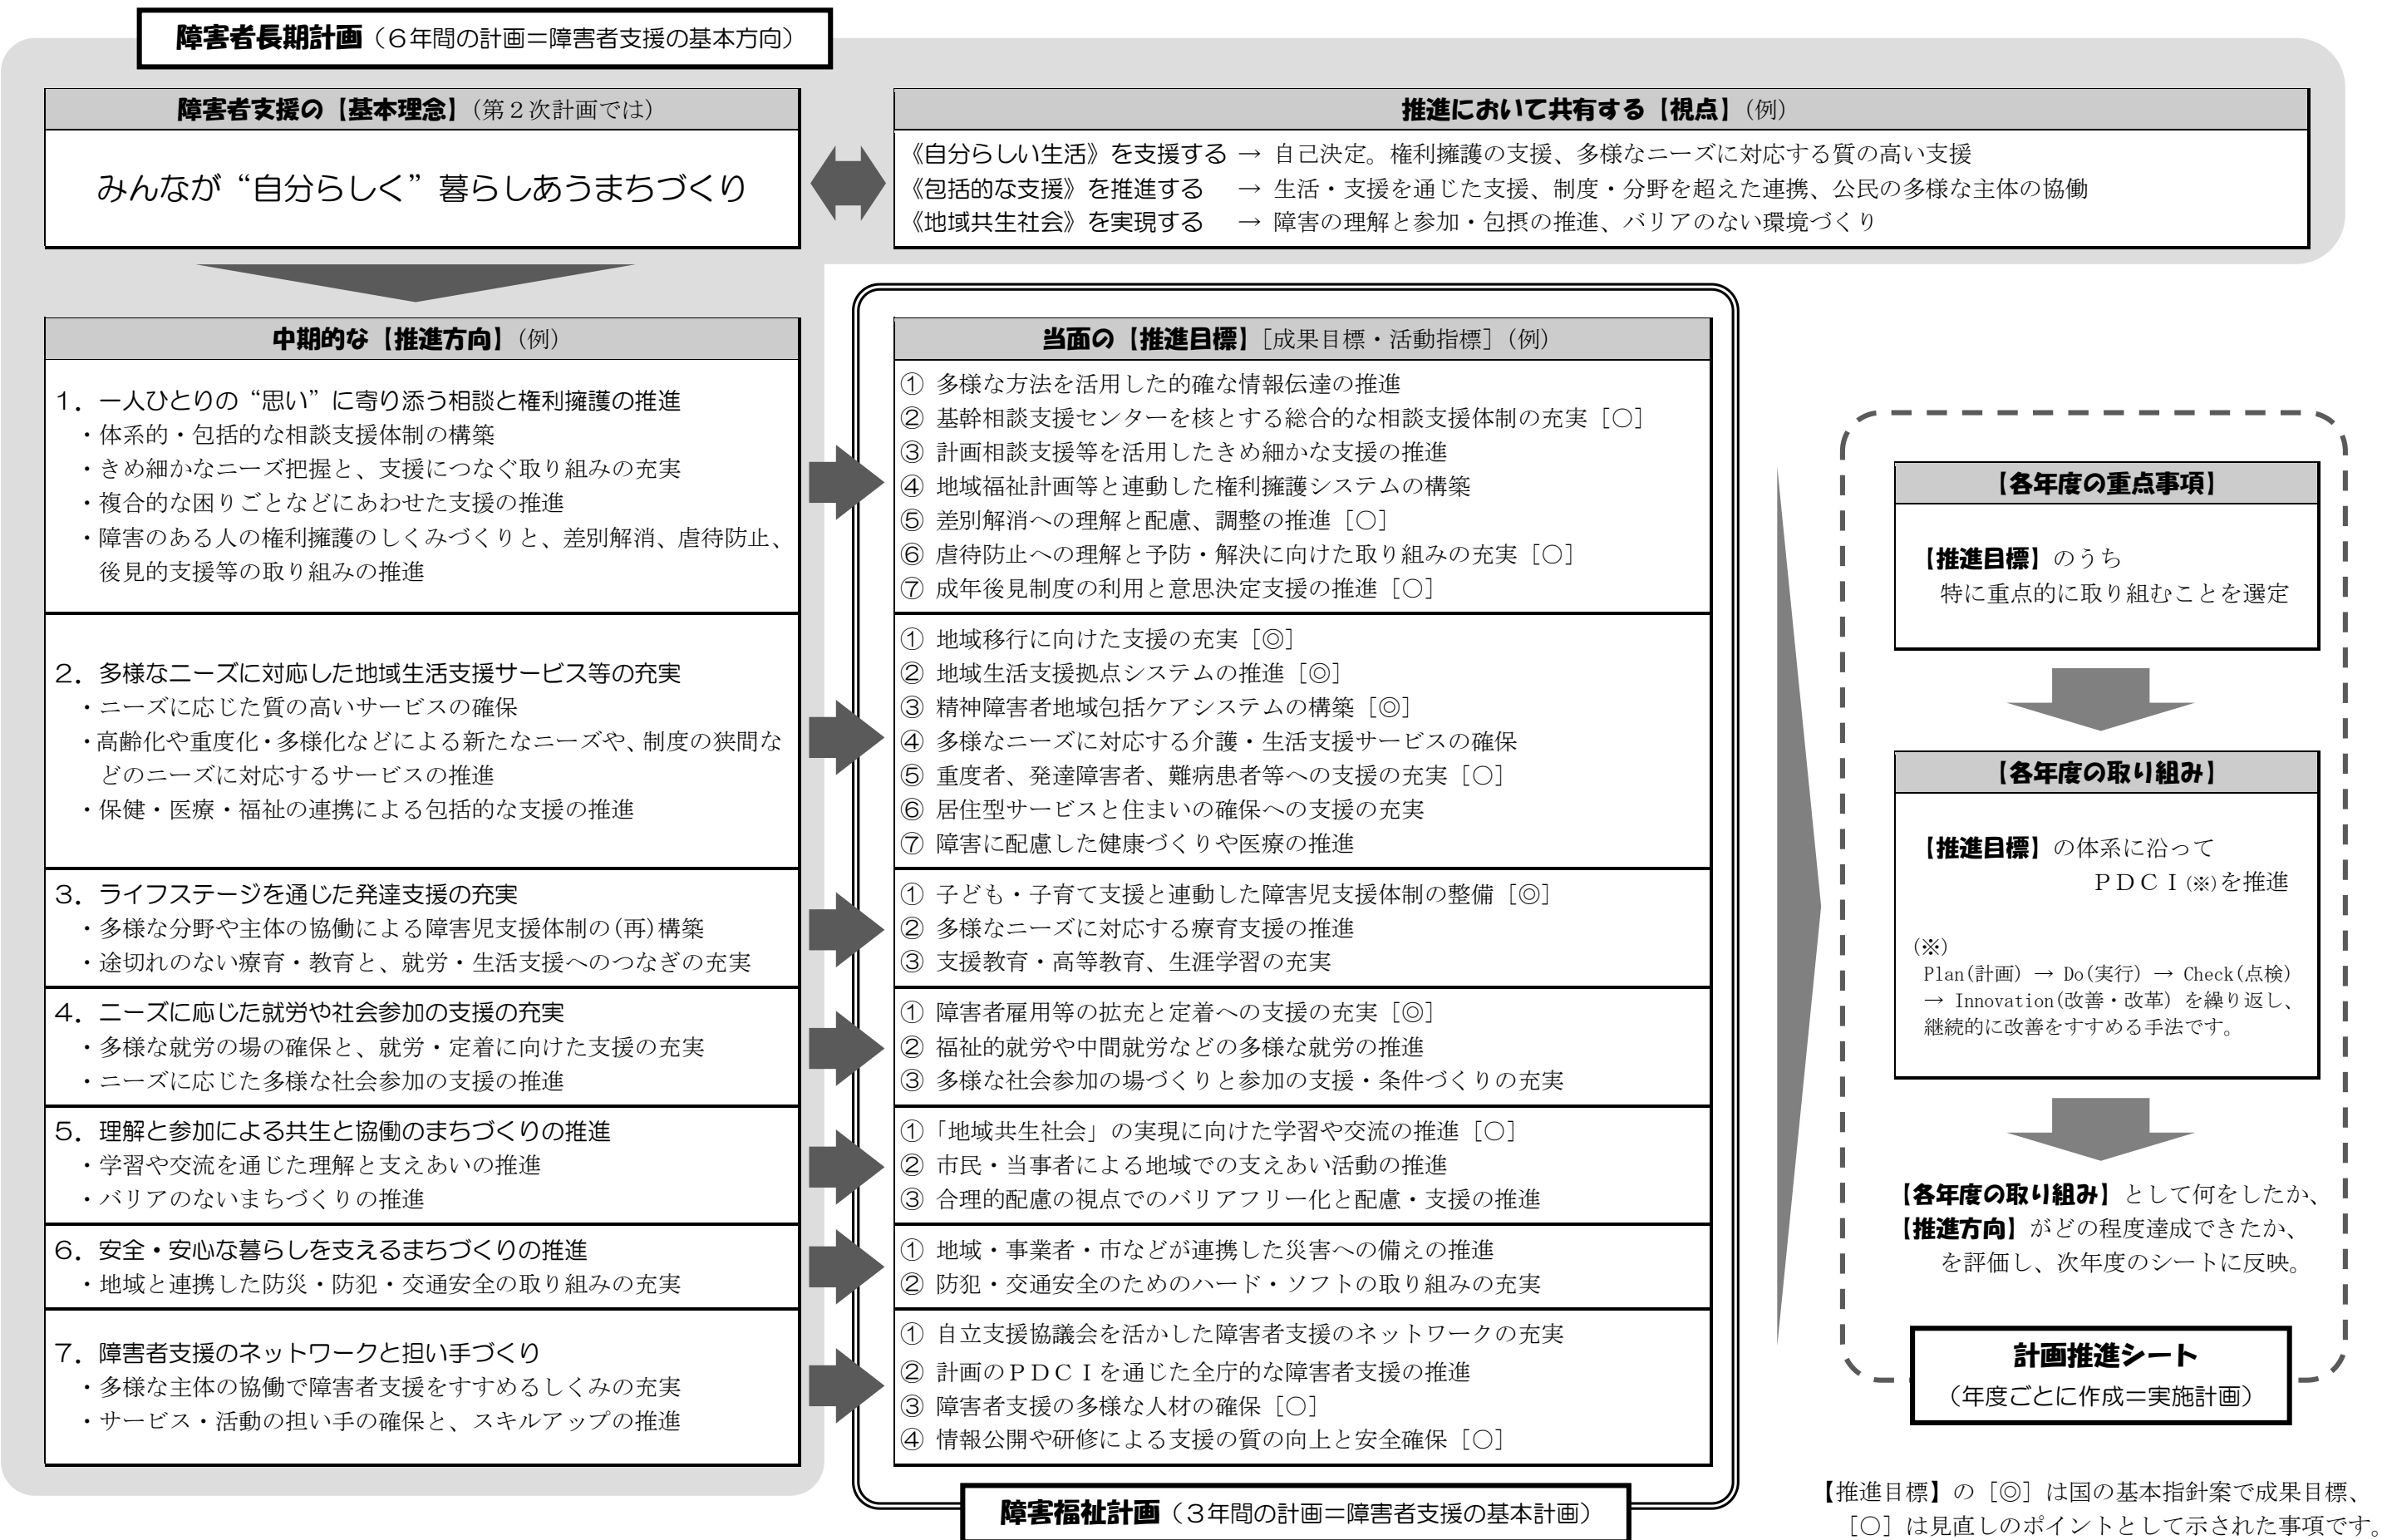 障害者長期計画（６年間の計画＝障害者支援の基本方向）
障害者支援の【基本理念】（第２次計画では）
みんなが“自分らしく”暮らしあうまちづくり
推進において共有する【視点】（例）
《自分らしい生活》を支援する → 自己決定。権利擁護の支援、多様なニーズに対応する質の高い支援
《包括的な支援》を推進する → 生活・支援を通じた支援、制度・分野を超えた連携、公民の多様な主体の協働
《地域共生社会》を実現する → 障害の理解と参加・包摂の推進、バリアのない環境づくり
中期的な【推進方向】（例）
１．一人ひとりの“思い”に寄り添う相談と権利擁護の推進
・体系的・包括的な相談支援体制の構築
・きめ細かなニーズ把握と、支援につなぐ取り組みの充実
・複合的な困りごとなどにあわせた支援の推進
・障害のある人の権利擁護のしくみづくりと、差別解消、虐待防止、
後見的支援等の取り組みの推進
２．多様なニーズに対応した地域生活支援サービス等の充実
・ニーズに応じた質の高いサービスの確保
・高齢化や重度化・多様化などによる新たなニーズや、制度の狭間な
どのニーズに対応するサービスの推進
・保健・医療・福祉の連携による包括的な支援の推進
３．ライフステージを通じた発達支援の充実
・多様な分野や主体の協働による障害児支援体制の(再)構築
・途切れのない療育・教育と、就労・生活支援へのつなぎの充実
４．ニーズに応じた就労や社会参加の支援の充実
・多様な就労の場の確保と、就労・定着に向けた支援の充実
・ニーズに応じた多様な社会参加の支援の推進
５．理解と参加による共生と協働のまちづくりの推進
・学習や交流を通じた理解と支えあいの推進
・バリアのないまちづくりの推進
６．安全・安心な暮らしを支えるまちづくりの推進
・地域と連携した防災・防犯・交通安全の取り組みの充実
７．障害者支援のネットワークと担い手づくり
・多様な主体の協働で障害者支援をすすめるしくみの充実
・サービス・活動の担い手の確保と、スキルアップの推進
当面の【推進目標】［成果目標・活動指標］（例）
① 多様な方法を活用した的確な情報伝達の推進
② 基幹相談支援センターを核とする総合的な相談支援体制の充実［〇］
③ 計画相談支援等を活用したきめ細かな支援の推進
④ 地域福祉計画等と連動した権利擁護システムの構築
⑤ 差別解消への理解と配慮、調整の推進［〇］
⑥ 虐待防止への理解と予防・解決に向けた取り組みの充実［〇］
⑦ 成年後見制度の利用と意思決定支援の推進［〇］
① 地域移行に向けた支援の充実［◎］
② 地域生活支援拠点システムの推進［◎］
③ 精神障害者地域包括ケアシステムの構築［◎］
④ 多様なニーズに対応する介護・生活支援サービスの確保
⑤ 重度者、発達障害者、難病患者等への支援の充実［〇］
⑥ 居住型サービスと住まいの確保への支援の充実
⑦ 障害に配慮した健康づくりや医療の推進
① 子ども・子育て支援と連動した障害児支援体制の整備［◎］
② 多様なニーズに対応する療育支援の推進
③ 支援教育・高等教育、生涯学習の充実
① 障害者雇用等の拡充と定着への支援の充実［◎］
② 福祉的就労や中間就労などの多様な就労の推進
③ 多様な社会参加の場づくりと参加の支援・条件づくりの充実
①「地域共生社会」の実現に向けた学習や交流の推進［〇］
② 市民・当事者による地域での支えあい活動の推進
③ 合理的配慮の視点でのバリアフリー化と配慮・支援の推進
① 地域・事業者・市などが連携した災害への備えの推進
② 防犯・交通安全のためのハード・ソフトの取り組みの充実
① 自立支援協議会を活かした障害者支援のネットワークの充実
② 計画のＰＤＣＩを通じた全庁的な障害者支援の推進
③ 障害者支援の多様な人材の確保［〇］
④ 情報公開や研修による支援の質の向上と安全確保［〇］
障害福祉計画（３年間の計画＝障害者支援の基本計画）
【各年度の重点事項】
【推進目標】のうち
特に重点的に取り組むことを選定
【各年度の取り組み】
【推進目標】の体系に沿って
ＰＤＣＩ(※)を推進
(※)
Plan(計画) → Do(実行) → Check(点検)
→ Innovation(改善・改革) を繰り返し、
継続的に改善をすすめる手法です。
【各年度の取り組み】として何をしたか、
【推進方向】がどの程度達成できたか、
を評価し、次年度のシートに反映。
計画推進シート
（年度ごとに作成＝実施計画）
【推進目標】の［◎］は国の基本指針案で成果目標、
［〇］は見直しのポイントとして示された事項です。